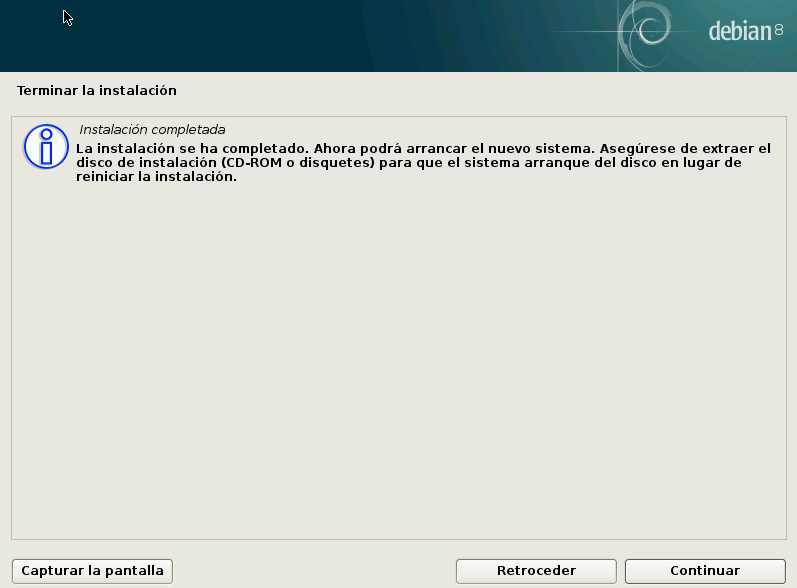 debian 8
Terminar la instalación
Instalación completada
La instalación se ha completado. Ahora podrá arrancar el nuevo sistema. Asegúrese de extraer el
disco de instalación (CD-ROM o disquetes) para que el sistema arranque del disco en lugar de
reiniciar la instalación.
Capturar la pantalla
Retroceder
Continuar